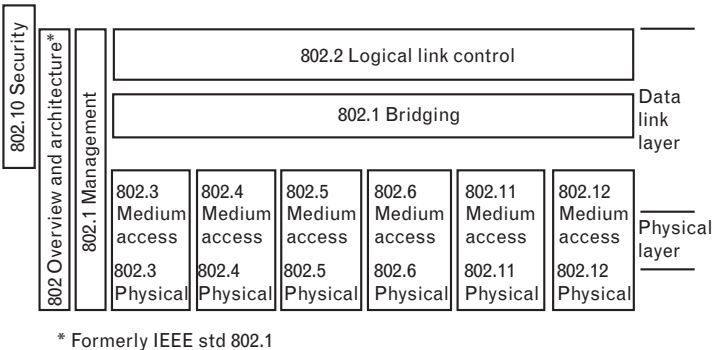 802.10 Security
802 Overview and architecture*
802.1 Management
802.2 Logical link control
802.1 Bridging
Data
link
layer
802.3
Medium
access
802.3
Physical
802.4
Medium
access
802.4
Physical
802.5
Medium
access
802.5
Physical
802.6
Medium
access
802.6
Physical
802.11
Medium
access
802.11
Physical
802.12
Medium
access
802.12
Physical
Physical
layer
* Formerly IEEE std 802.1